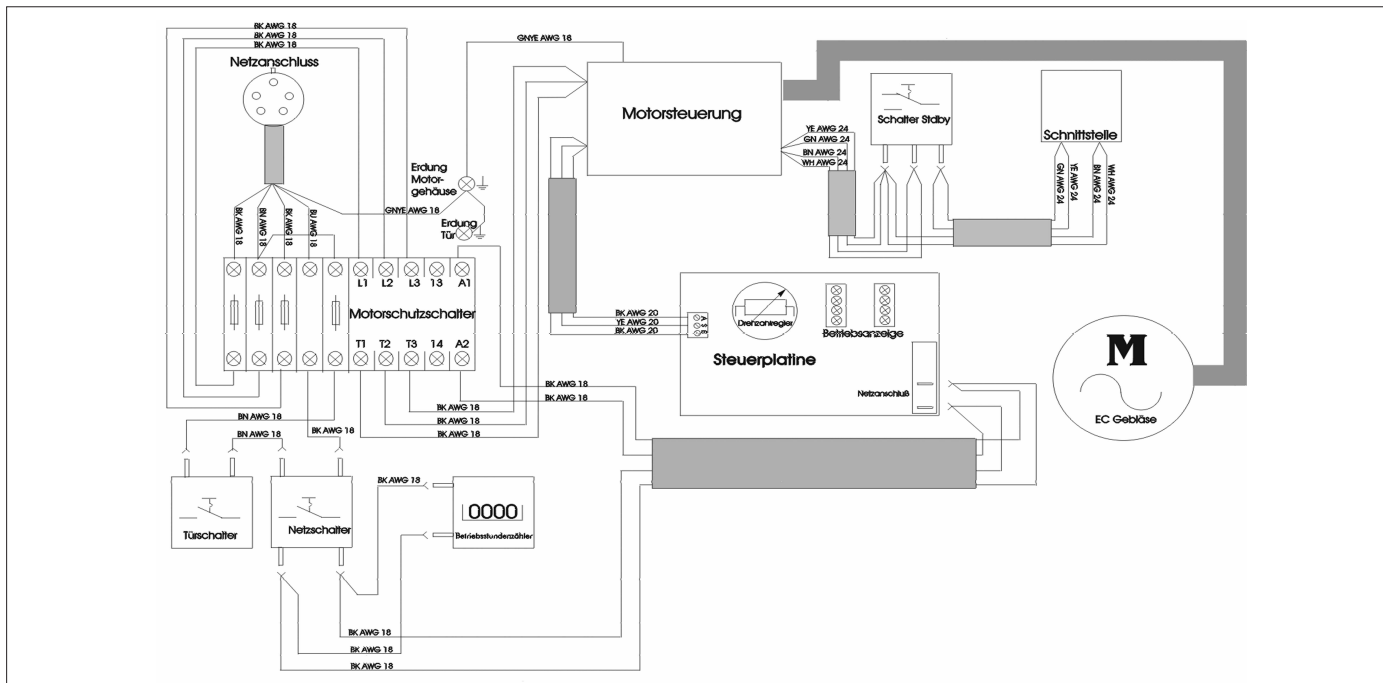 BK AWG 18
BK AWG 18
BK AWG 18
Netzanschluss
GNYE AWG 18
Motorsteuerung
YE AWG 24
GN AWG 24
BN AWG 24
WH AWG 24
Schalter Stdby
Schnittstelle
GN AWG 24
YE AWG 24
BN AWG 24
WH AWG 24
Erdung
Motor-
gehäuse
GNYE AWG 18
Erdung
Tür
BK AWG 18
BN AWG 18
BK AWG 18
BU AWG 18
L1 L2 L3 13 A1
Motorschutzschalter
T1 T2 T3 14 A2
BK AWG 20
YE AWG 20
BK AWG 20
A S B
Drehzahlregler
Betriebsanzeige
Steuerplatine
Netzanschluß
M
EC Gebläse
BK AWG 18
BK AWG 18
BK AWG 18
BK AWG 18
BK AWG 18
BN AWG 18
BN AWG 18
BK AWG 18
Türschalter
Netzschalter
BK AWG 18
0000
Betriebsstundenzähler
BK AWG 18
BK AWG 18
BK AWG 18